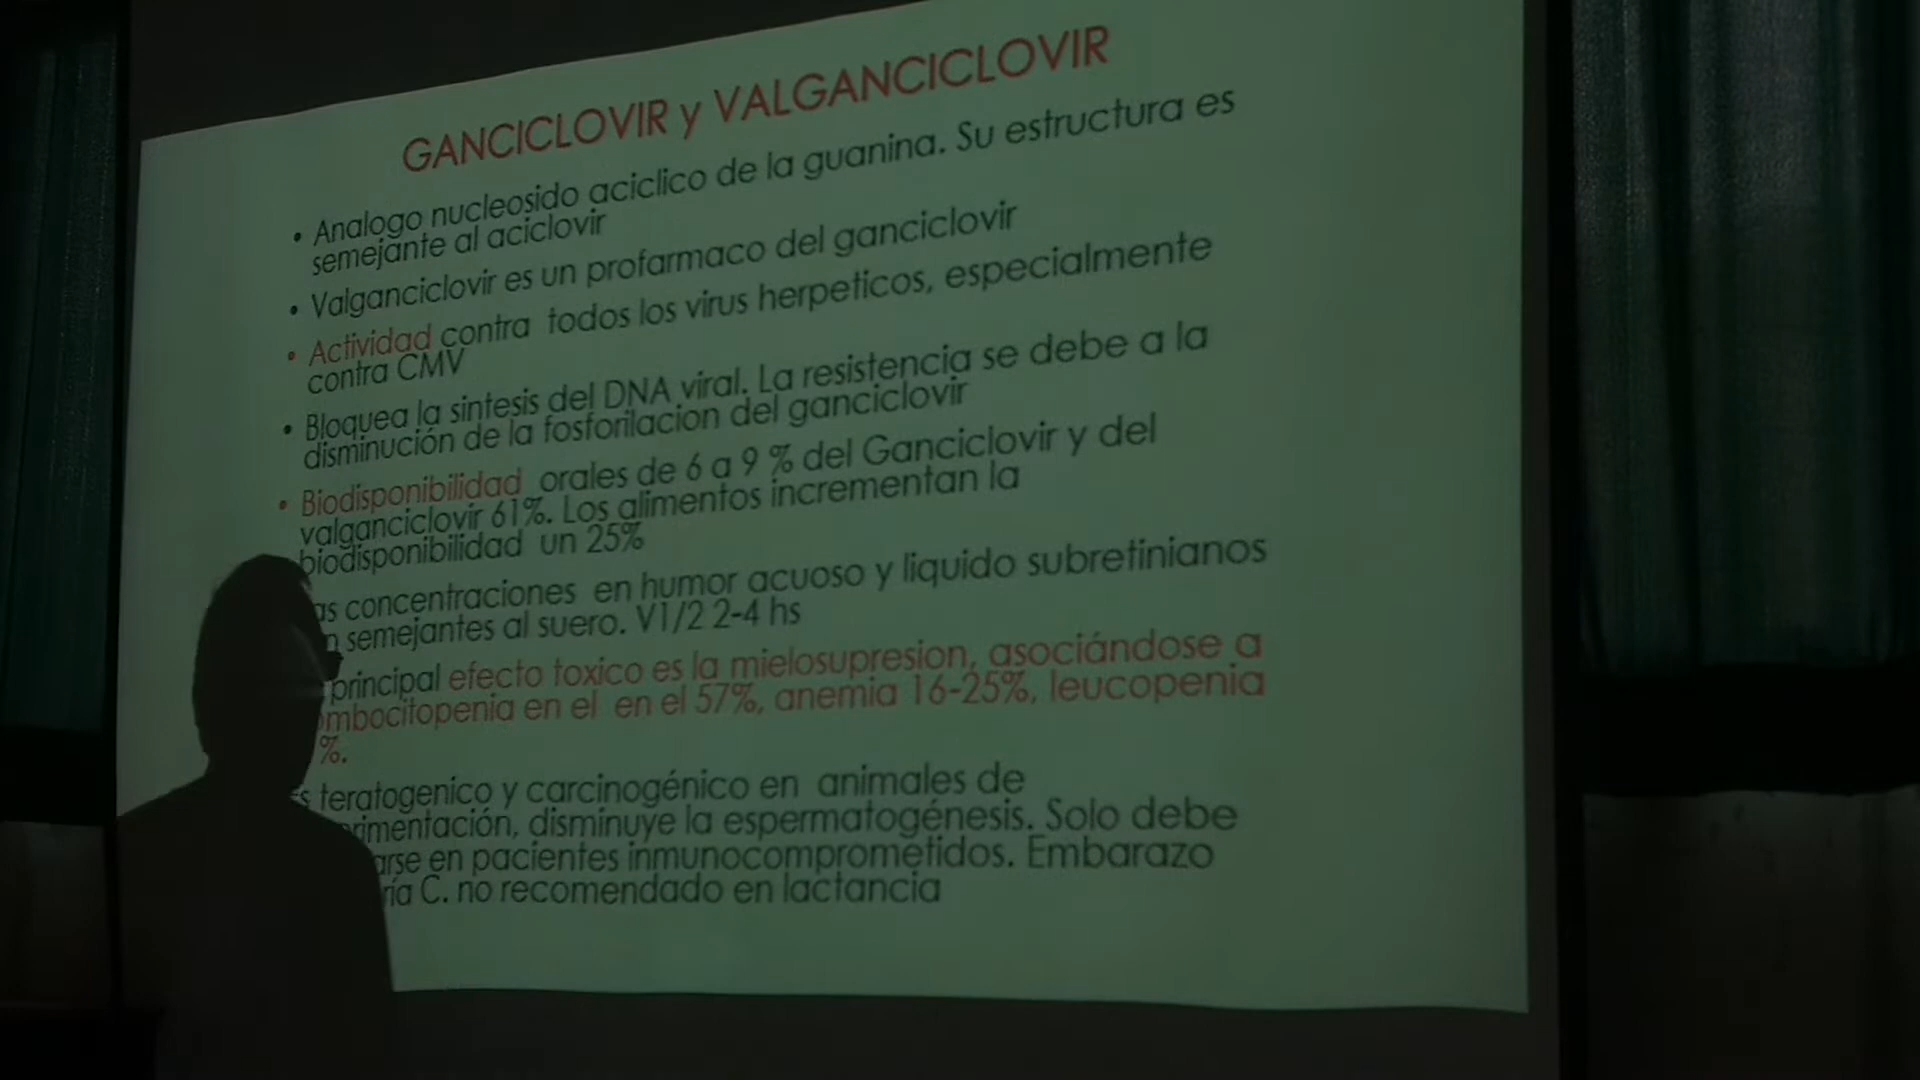 GANCICLOVIR y VALGANCICLOVIR
• Analogo nucleosido aciclico de la guanina. Su estructura es
semejante al aciclovir
• Valganciclovir es un profarmaco del ganciclovir
• Actividad contra todos los virus herpeticos, especialmente
contra CMV
• Bloquea la sintesis del DNA viral. La resistencia se debe a la
disminución de la fosforilacion del ganciclovir
• Biodisponibilidad orales de 6 a 9 % del Ganciclovir y del
valganciclovir 61%. Los alimentos incrementan la
biodisponibilidad un 25%
as concentraciones en humor acuoso y liquido subretinianos
semejantes al suero. V1/2 2-4 hs
principal efecto toxico es la mielosupresion, asociándose a
mbocitopenia en el en el 57%, anemia 16-25%, leucopenia
%.
s teratogenico y carcinogénico en animales de
rimentación, disminuye la espermatogénesis. Solo debe
arse en pacientes inmunocomprometidos. Embarazo
ría C. no recomendado en lactancia